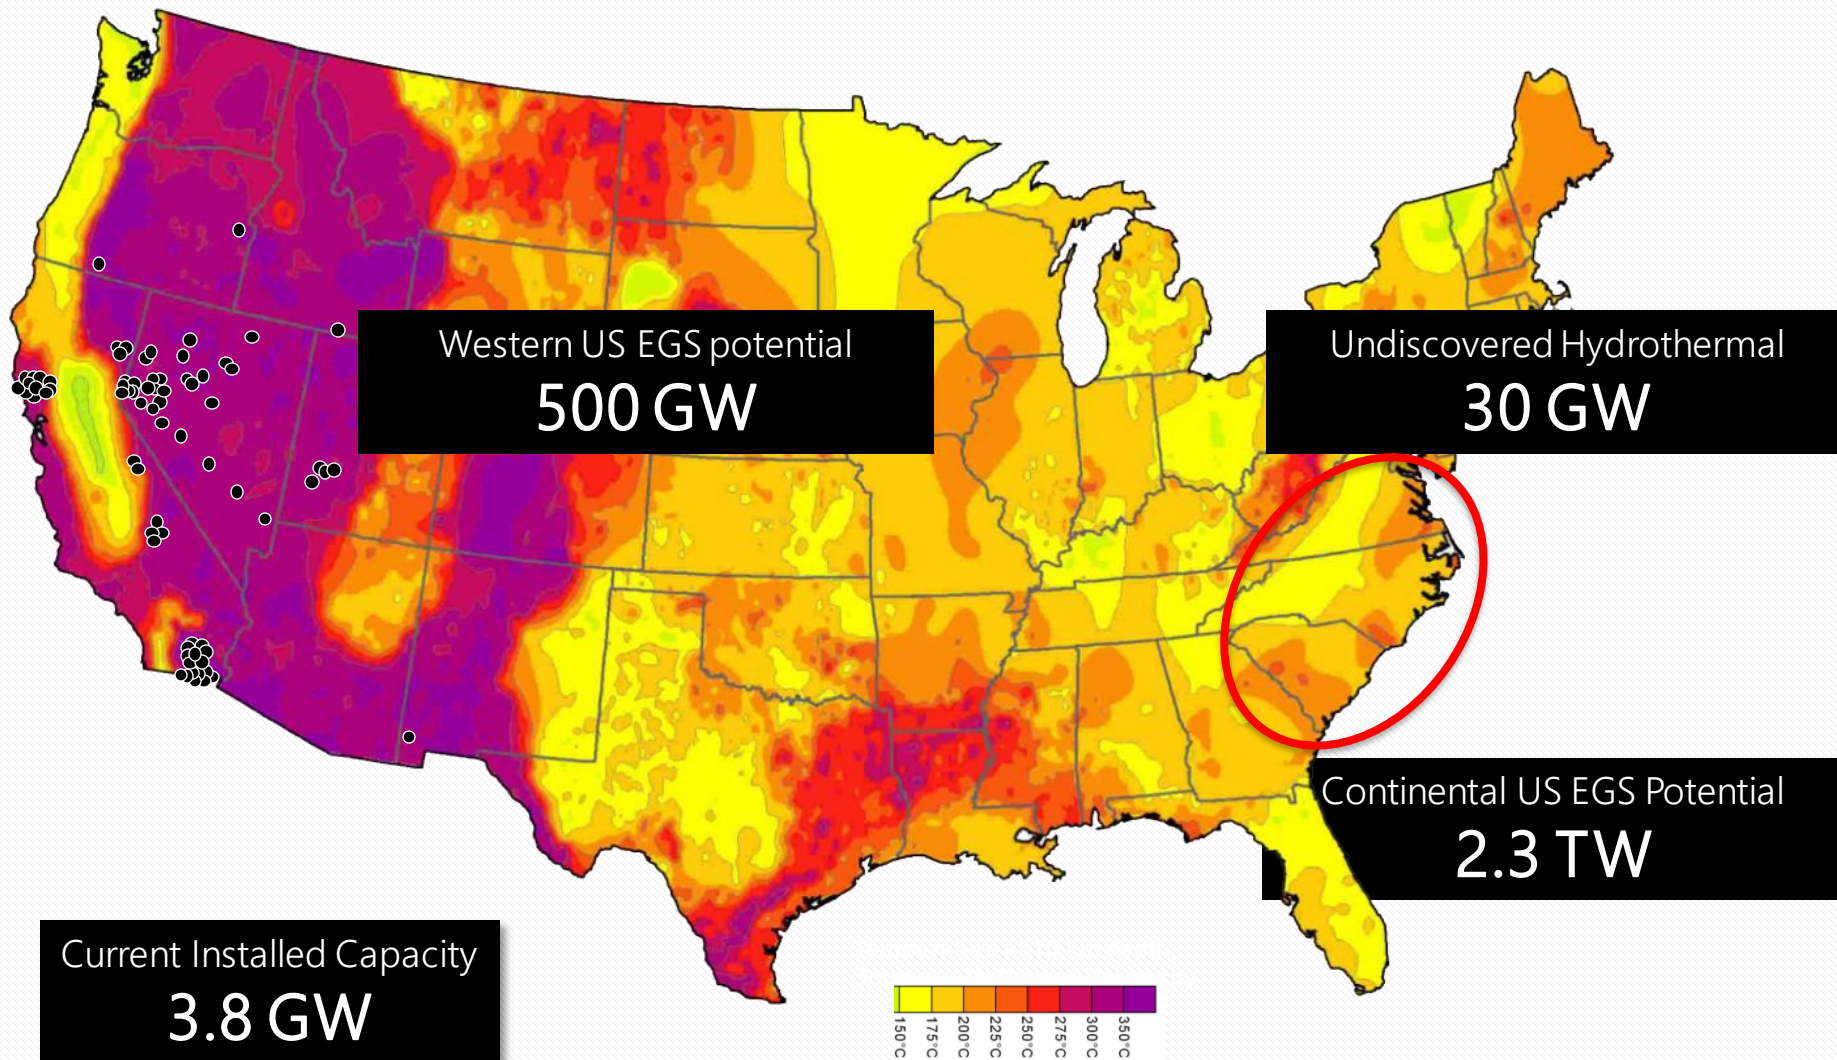 Western US EGS potential
500 GW
Undiscovered Hydrothermal
30 GW
Continental US EGS Potential
2.3 TW
Current Installed Capacity
3.8 GW
150°C
175°C
200°C
225°C
250°C
275°C
300°C
350°C